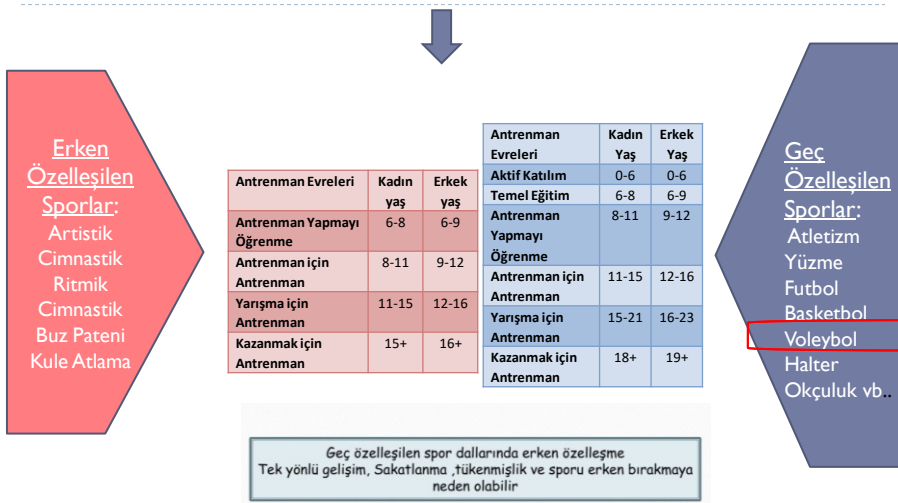 Erken
Özelleşilen
Sporlar:
Artistik
Cimnastik
Ritmik
Cimnastik
Buz Pateni
Kule Atlama
Antrenman Evreleri Kadın yaş Erkek yaş
Antrenman Yapmayı Öğrenme 6-8 6-9
Antrenman için Antrenman 8-11 9-12
Yarışma için Antrenman 11-15 12-16
Kazanmak için Antrenman 15+ 16+
Antrenman Evreleri Kadın Yaş Erkek Yaş
Aktif Katılım 0-6 0-6
Temel Eğitim 6-8 6-9
Antrenman Yapmayı Öğrenme 8-11 9-12
Antrenman için Antrenman 11-15 12-16
Yarışma için Antrenman 15-21 16-23
Kazanmak için Antrenman 18+ 19+
Geç
Özelleşilen
Sporlar:
Atletizm
Yüzme
Futbol
Basketbol
Voleybol
Halter
Okçuluk vb..
Geç özelleşilen spor dallarında erken özelleşme
Tek yönlü gelişim, Sakatlanma ,tükenmişlik ve sporu erken bırakmaya
neden olabilir